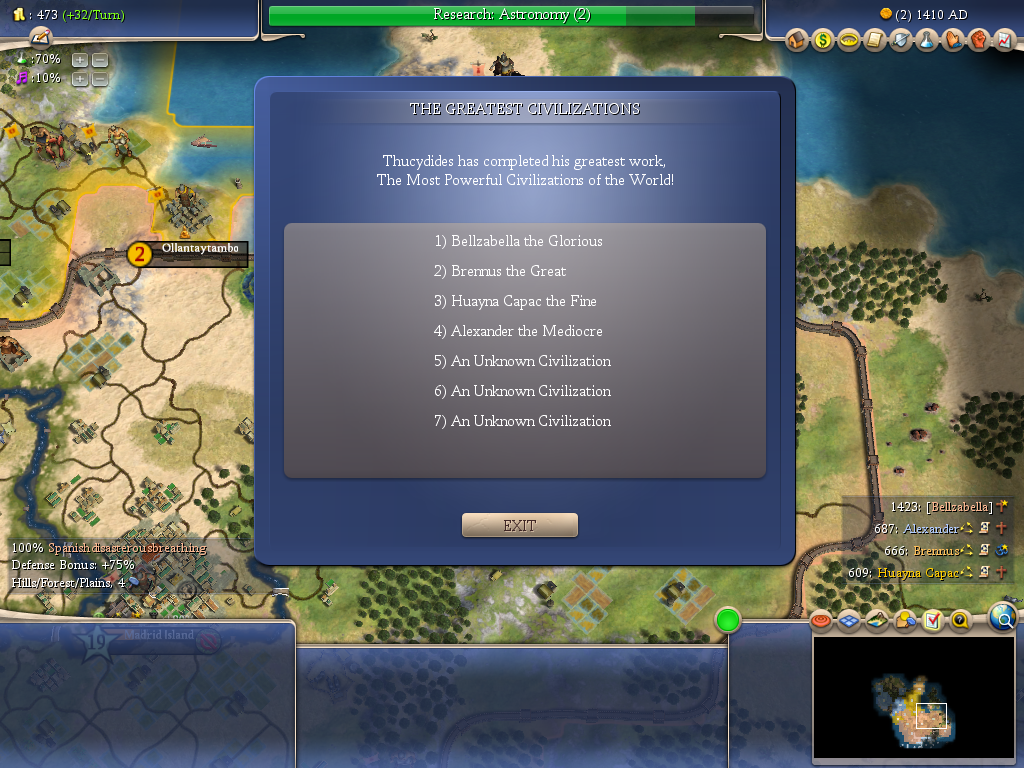 : 473 (+32/Turn)
Research: Astronomy (2)
(2) 1410 AD
:70%
:10%
THE GREATEST CIVILIZATIONS
Thucydides has completed his greatest work,
The Most Powerful Civilizations of the World!
2 Ollantaytambo
1) Bellzabella the Glorious
2) Brennus the Great
3) Huayna Capac the Fine
4) Alexander the Mediocre
5) An Unknown Civilization
6) An Unknown Civilization
7) An Unknown Civilization
EXIT
1423: [Bellzabella]
687: Alexander
666: Brennus
609: Huayna Capac
100% Spanishdisasterousbreathing
Defense Bonus: +75%
Hills/Forest/Plains, 4
19 Madrid Island